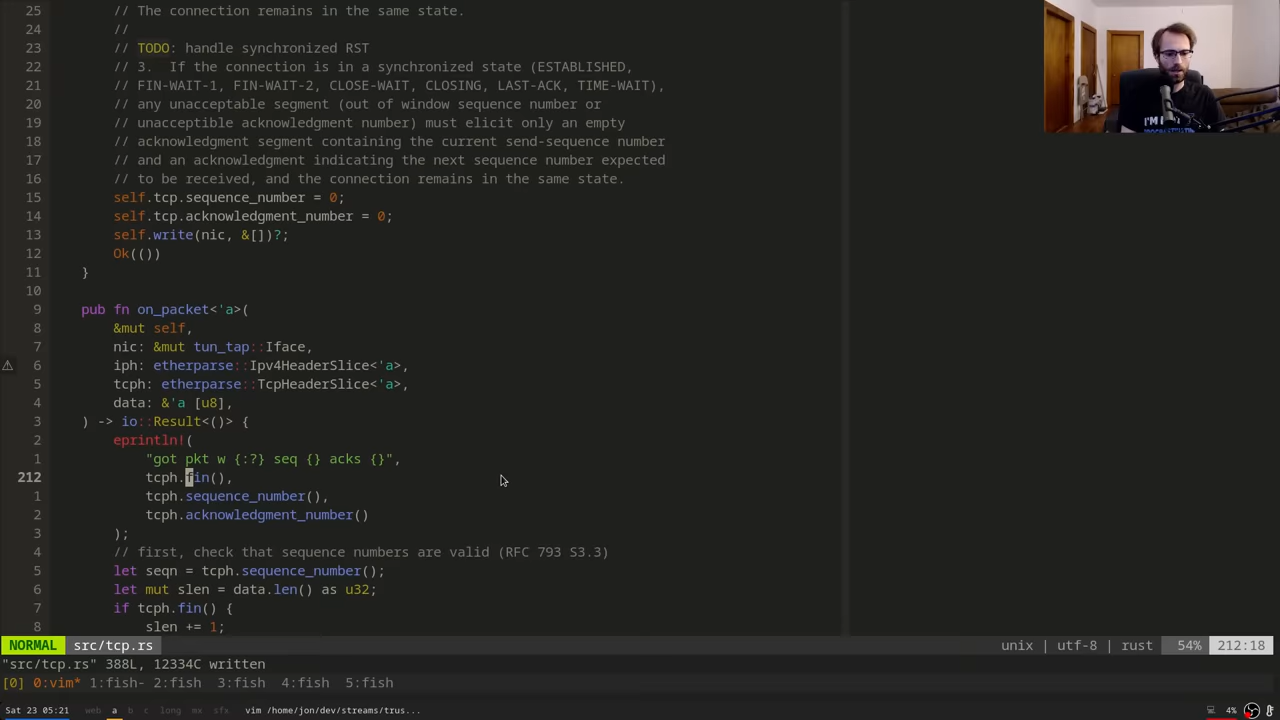 25 // The connection remains in the same state.
24 //
23 // TODO: handle synchronized RST
22 // 3.  If the connection is in a synchronized state (ESTABLISHED,
21 // FIN-WAIT-1, FIN-WAIT-2, CLOSE-WAIT, CLOSING, LAST-ACK, TIME-WAIT),
20 // any unacceptable segment (out of window sequence number or
19 // unacceptible acknowledgment number) must elicit only an empty
18 // acknowledgment segment containing the current send-sequence number
17 // and an acknowledgment indicating the next sequence number expected
16 // to be received, and the connection remains in the same state.
15 self.tcp.sequence_number = 0;
14 self.tcp.acknowledgment_number = 0;
13 self.write(nic, &[])?;
12 Ok(())
11 }
10
9 pub fn on_packet<'a>(
8 &mut self,
7 nic: &mut tun_tap::Iface,
6 iph: etherparse::Ipv4HeaderSlice<'a>,
5 tcph: etherparse::TcpHeaderSlice<'a>,
4 data: &'a [u8],
3 ) -> io::Result<()> {
2 eprintln!(
1 "got pkt w {:?} seq {} acks {}",
212 tcph.fin(),
1 tcph.sequence_number(),
2 tcph.acknowledgment_number()
3 );
4 // first, check that sequence numbers are valid (RFC 793 S3.3)
5 let seqn = tcph.sequence_number();
6 let mut slen = data.len() as u32;
7 if tcph.fin() {
8 slen += 1;
NORMAL src/tcp.rs unix | utf-8 | rust 54% 212:18
"src/tcp.rs" 388L, 12334C written
[0] 0:vim* 1:fish- 2:fish 3:fish 4:fish 5:fish
Sat 23 05:21 web a b c long mx sfx vim /home/jon/dev/streams/trus... 4%